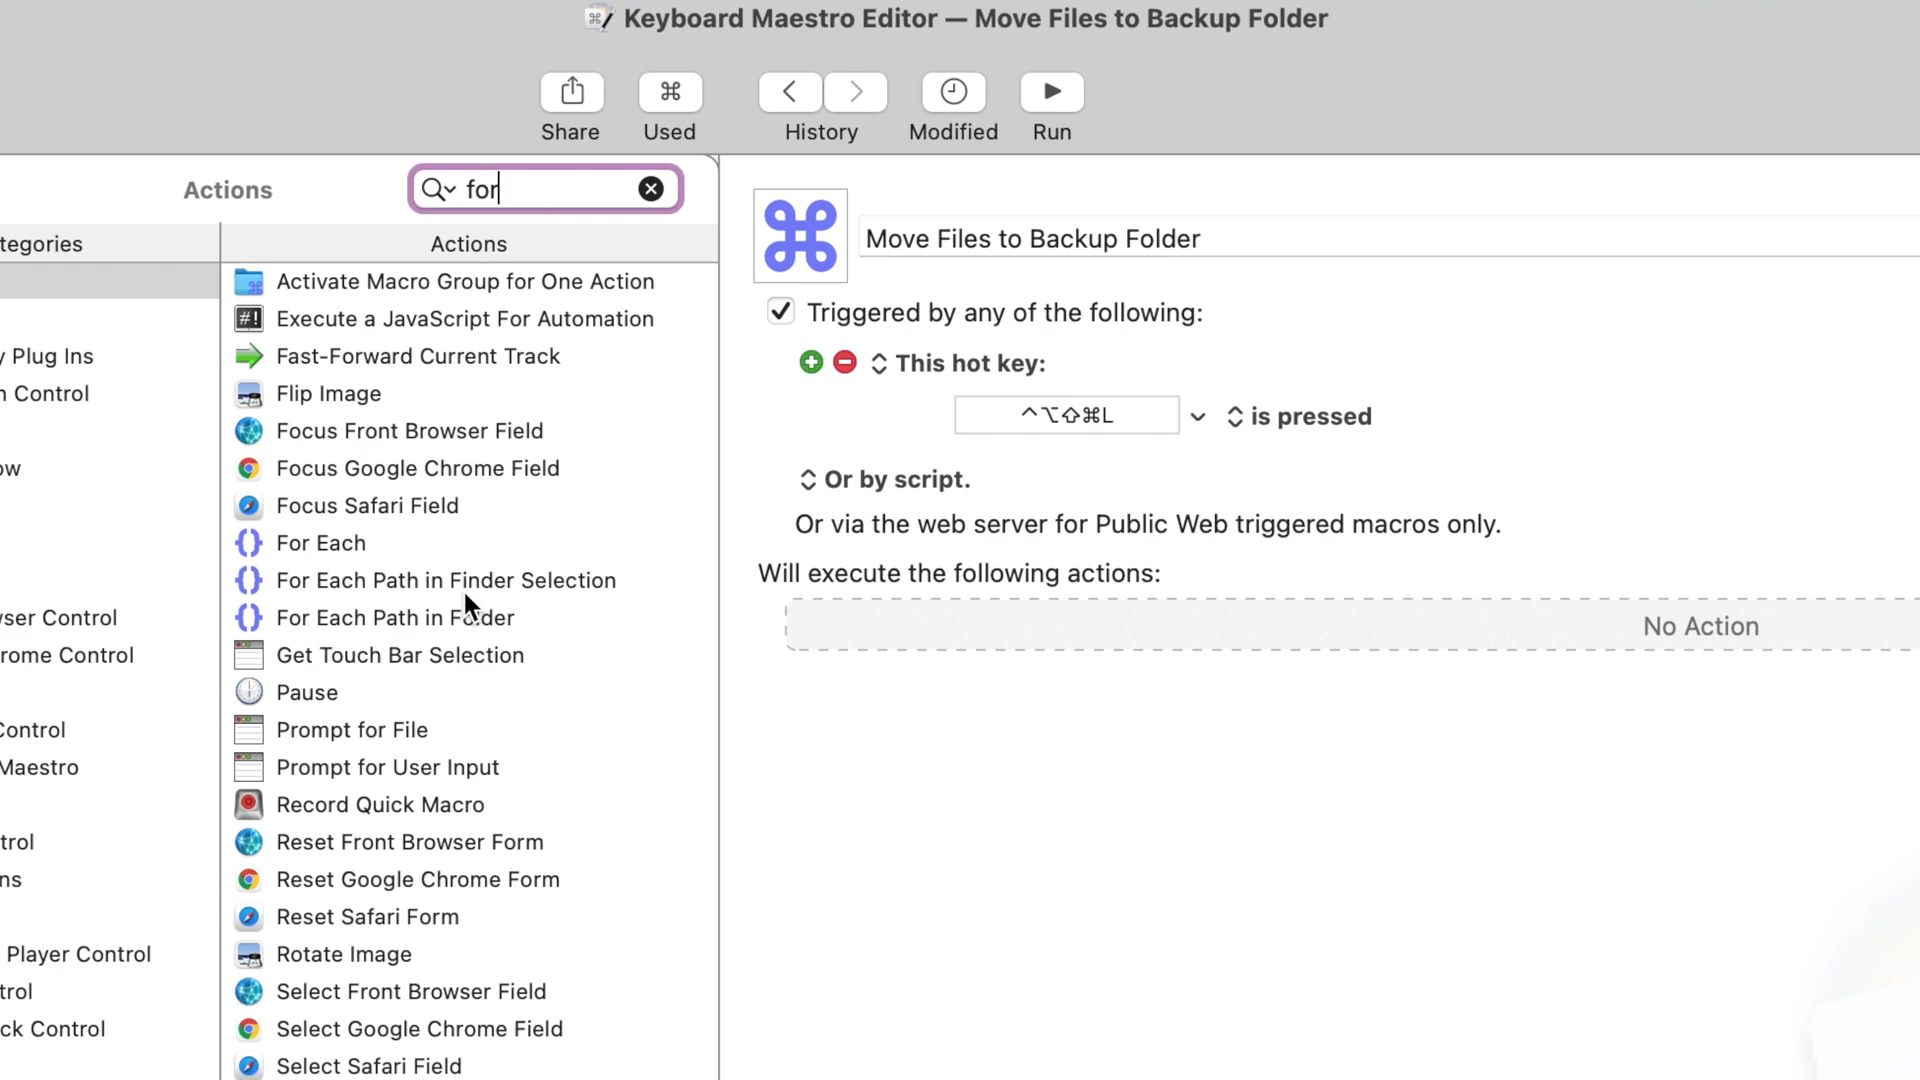 Keyboard Maestro Editor — Move Files to Backup Folder
Share
Used
History
Modified
Run
Actions
for
tegories
Actions
y Plug Ins
n Control
ow
ser Control
rome Control
Control
Maestro
trol
ns
Player Control
trol
ck Control
Activate Macro Group for One Action
#! Execute a JavaScript For Automation
Fast-Forward Current Track
Flip Image
Focus Front Browser Field
Focus Google Chrome Field
Focus Safari Field
For Each
For Each Path in Finder Selection
For Each Path in Folder
Get Touch Bar Selection
Pause
Prompt for File
Prompt for User Input
Record Quick Macro
Reset Front Browser Form
Reset Google Chrome Form
Reset Safari Form
Rotate Image
Select Front Browser Field
Select Google Chrome Field
Select Safari Field
Move Files to Backup Folder
Triggered by any of the following:
This hot key:
^⌥⇧⌘L
is pressed
Or by script.
Or via the web server for Public Web triggered macros only.
Will execute the following actions:
No Action